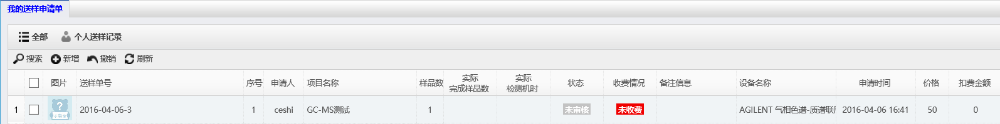 我的送样申请单
全部 个人送样记录
搜索 新增 撤销 刷新
图片 送样单号 序号 申请人 项目名称 样品数 实际完成样品数 实际检测机时 状态 收费情况 备注信息 设备名称 申请时间 价格 扣费金额
1 2016-04-06-3 1 ceshi GC-MS测试 1 未审核 未收费 AGILENT 气相色谱-质谱联 2016-04-06 16:41 50 0